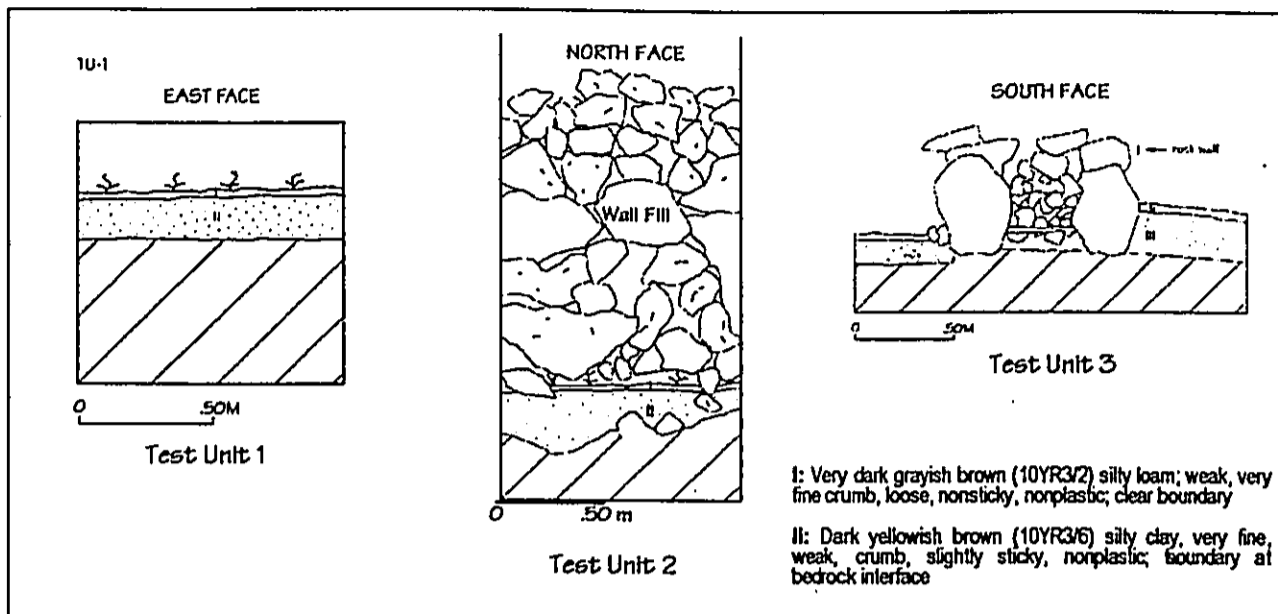 TU-1
EAST FACE
II
0 .50M
Test Unit 1
NORTH FACE
Wall Fill
I
II
0 .50 m
Test Unit 2
SOUTH FACE
I rock wall
III
0 .50M
Test Unit 3
I: Very dark grayish brown (10YR3/2) silty loam; weak, very
fine crumb, loose, nonsticky, nonplastic; clear boundary
II: Dark yellowish brown (10YR3/6) silty clay, very fine,
weak, crumb, slightly sticky, nonplastic; boundary at
bedrock interface